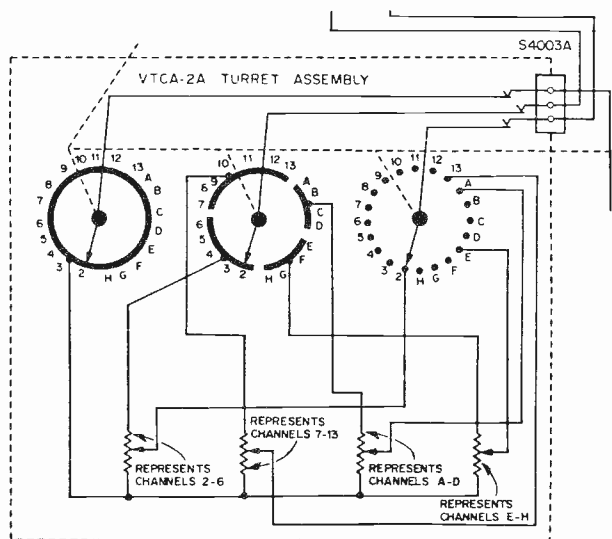 S4003A
VTCA-2A TURRET ASSEMBLY
2 3 4 5 6 7 8 9 10 11 12 13 A B C D E F G H
2 3 4 5 6 7 8 9 10 11 12 13 A B C D E F G H
2 3 4 5 6 7 8 9 10 11 12 13 A B C D E F G H
REPRESENTS
CHANNELS 2-6
REPRESENTS
CHANNELS 7-13
REPRESENTS
CHANNELS A-D
REPRESENTS
CHANNELS E-H